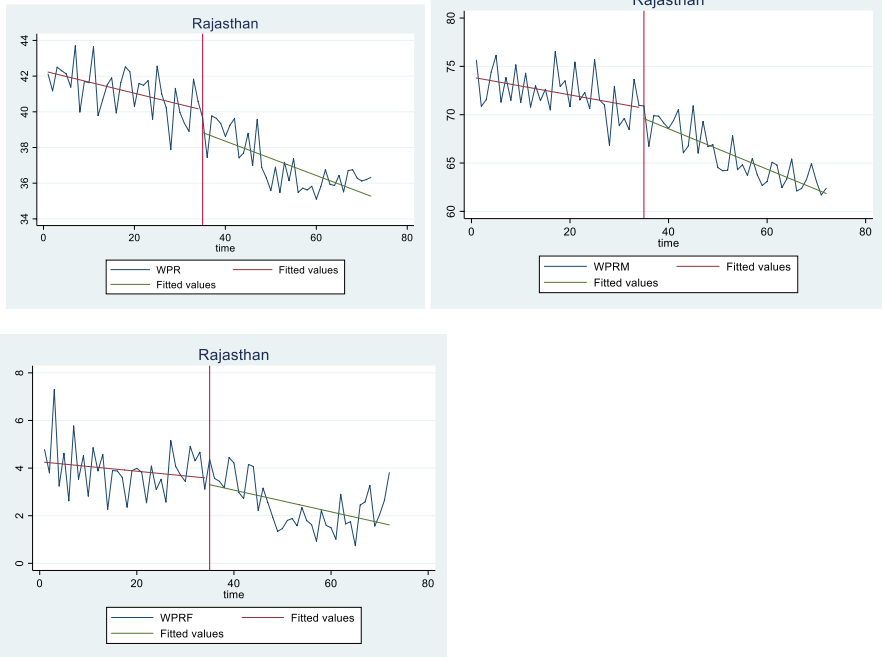 Rajasthan
44
42
40
38
36
34
0 20 40 60 80
time
WPR Fitted values
Fitted values
Rajasthan
80
75
70
65
60
0 20 40 60 80
time
WPRM Fitted values
Fitted values
Rajasthan
8
6
4
2
0
0 20 40 60 80
time
WPRF Fitted values
Fitted values